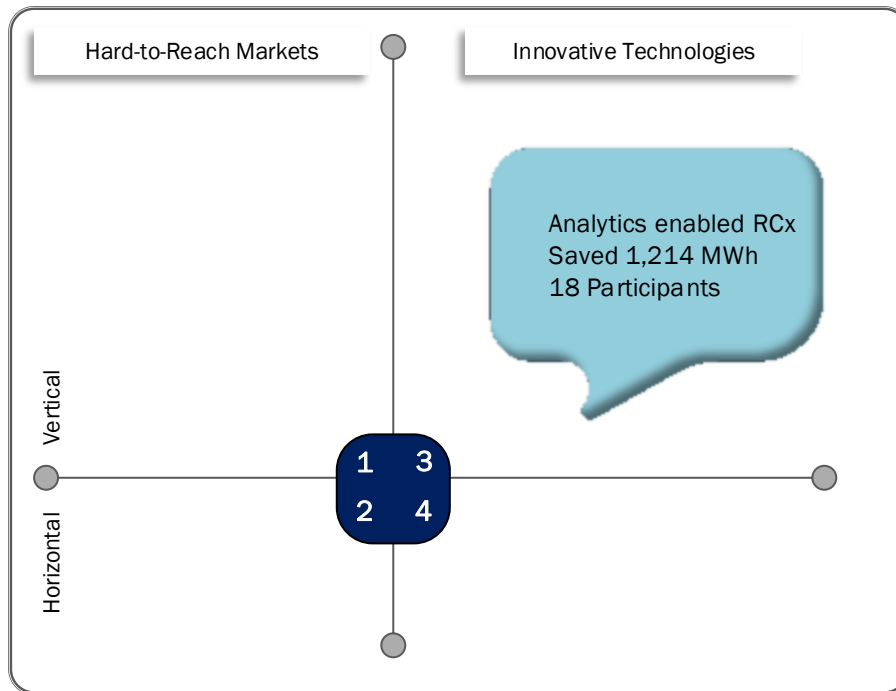 Hard-to-Reach Markets
Innovative Technologies
Analytics enabled RCx
Saved 1,214 MWh
18 Participants
Vertical
1 3
2 4
Horizontal